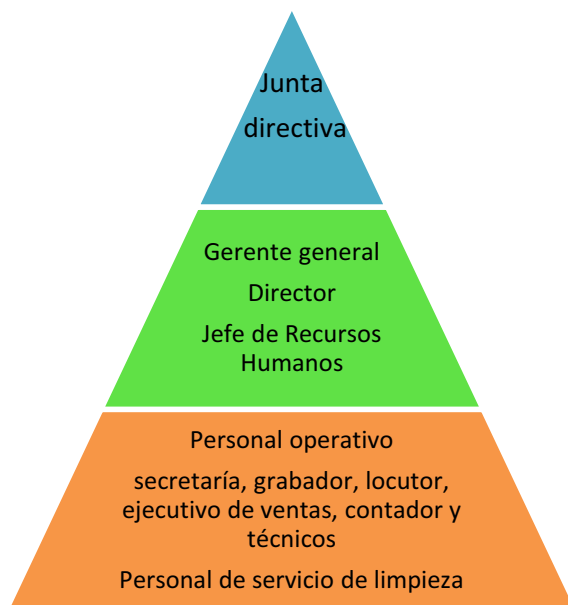 Junta
directiva
Gerente general
Director
Jefe de Recursos
Humanos
Personal operativo
secretaría, grabador, locutor,
ejecutivo de ventas, contador y
técnicos
Personal de servicio de limpieza